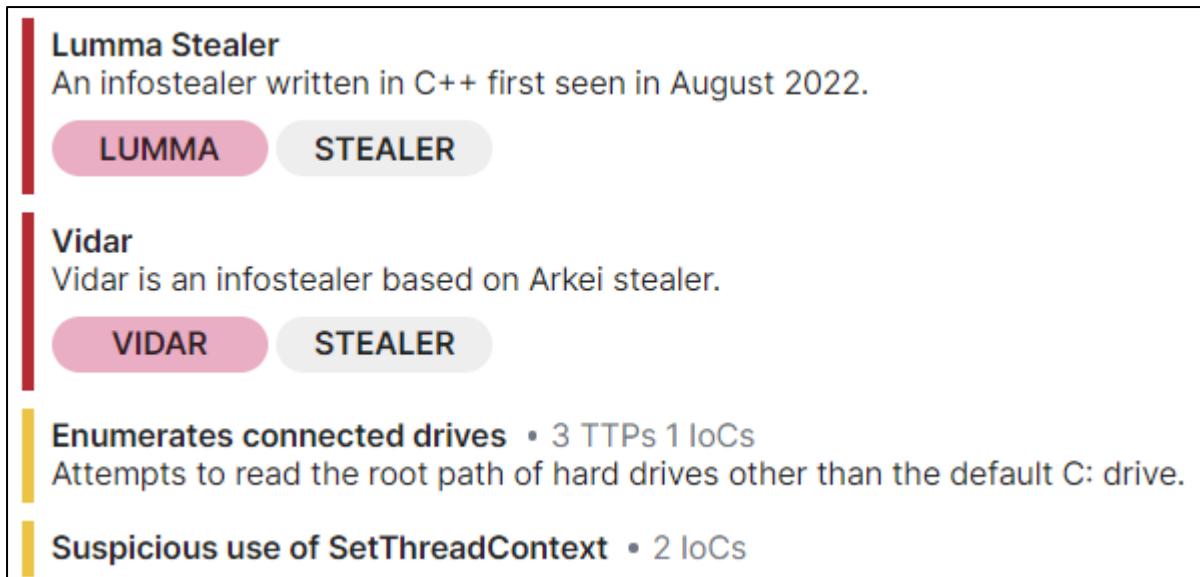 Lumma Stealer
An infostealer written in C++ first seen in August 2022.
LUMMA STEALER
Vidar
Vidar is an infostealer based on Arkei stealer.
VIDAR STEALER
Enumerates connected drives • 3 TTPs 1 IoCs
Attempts to read the root path of hard drives other than the default C: drive.
Suspicious use of SetThreadContext • 2 IoCs